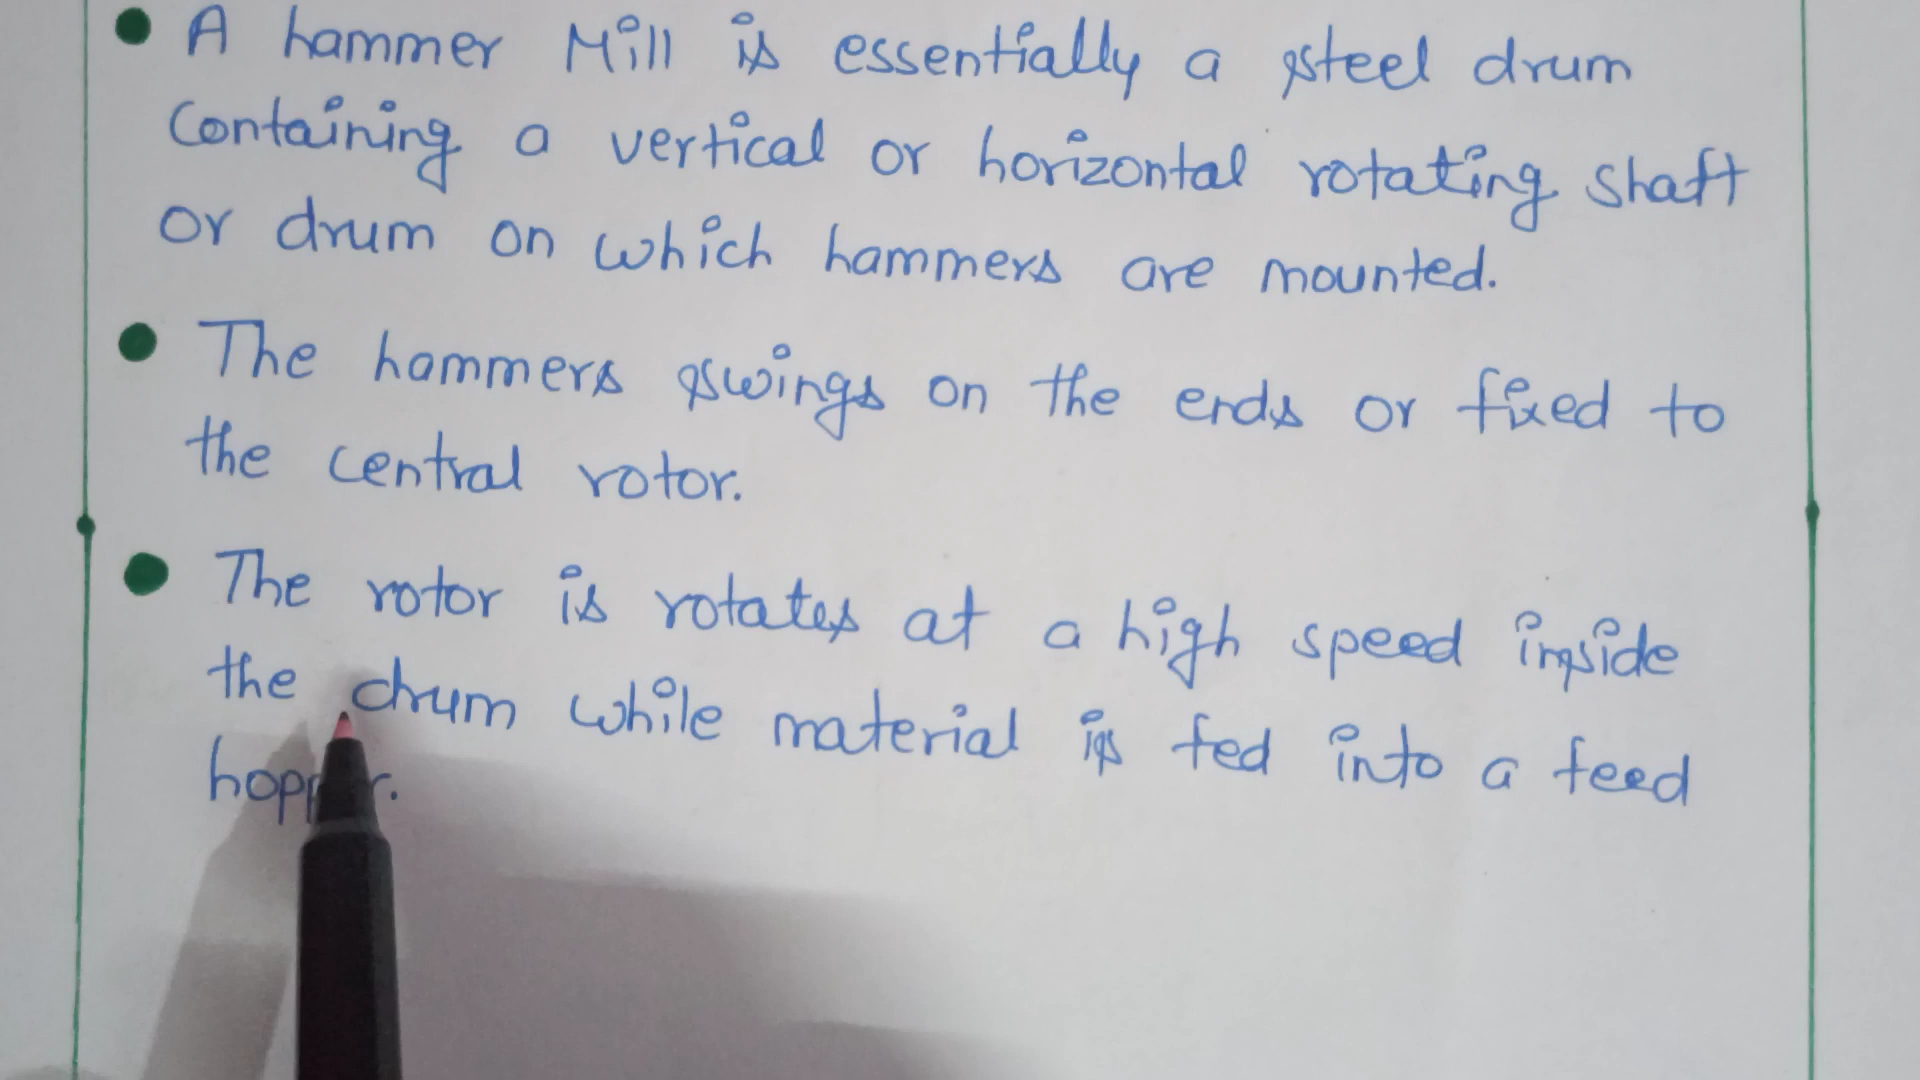 A hammer Mill is essentially a steel drum
Containing a vertical or horizontal rotating shaft
or drum on which hammers are mounted.
The hammers swings on the ends or fixed to
the central rotor.
The rotor is rotates at a high speed inside
the drum while material is fed into a feed